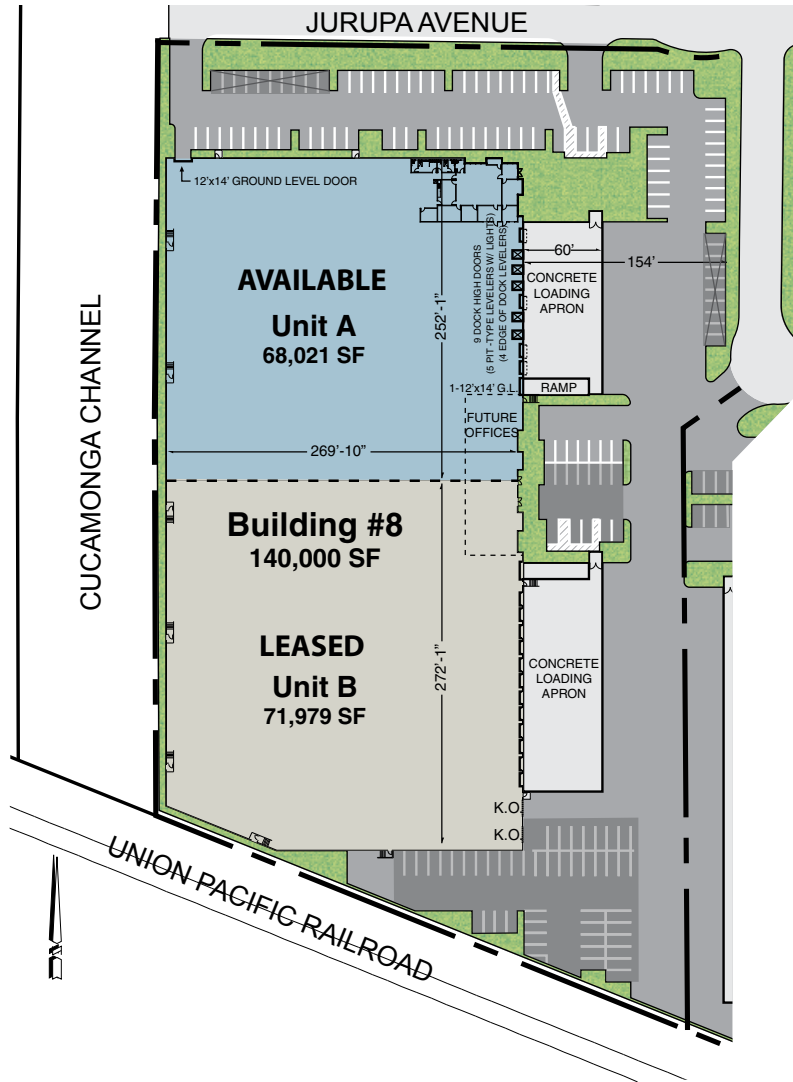 JURUPA AVENUE
12'x14' GROUND LEVEL DOOR
AVAILABLE
Unit A
68,021 SF
252'-1"
9 DOCK HIGH DOORS
(5 PIT -TYPE LEVELERS W/ LIGHTS)
(4 EDGE OF DOCK LEVELERS)
60'
154'
CONCRETE
LOADING
APRON
1-12'x14' G.L.
RAMP
FUTURE
OFFICES
269'-10"
CUCAMONGA CHANNEL
Building #8
140,000 SF
LEASED
Unit B
71,979 SF
272'-1"
CONCRETE
LOADING
APRON
K.O.
K.O.
UNION PACIFIC RAILROAD
N